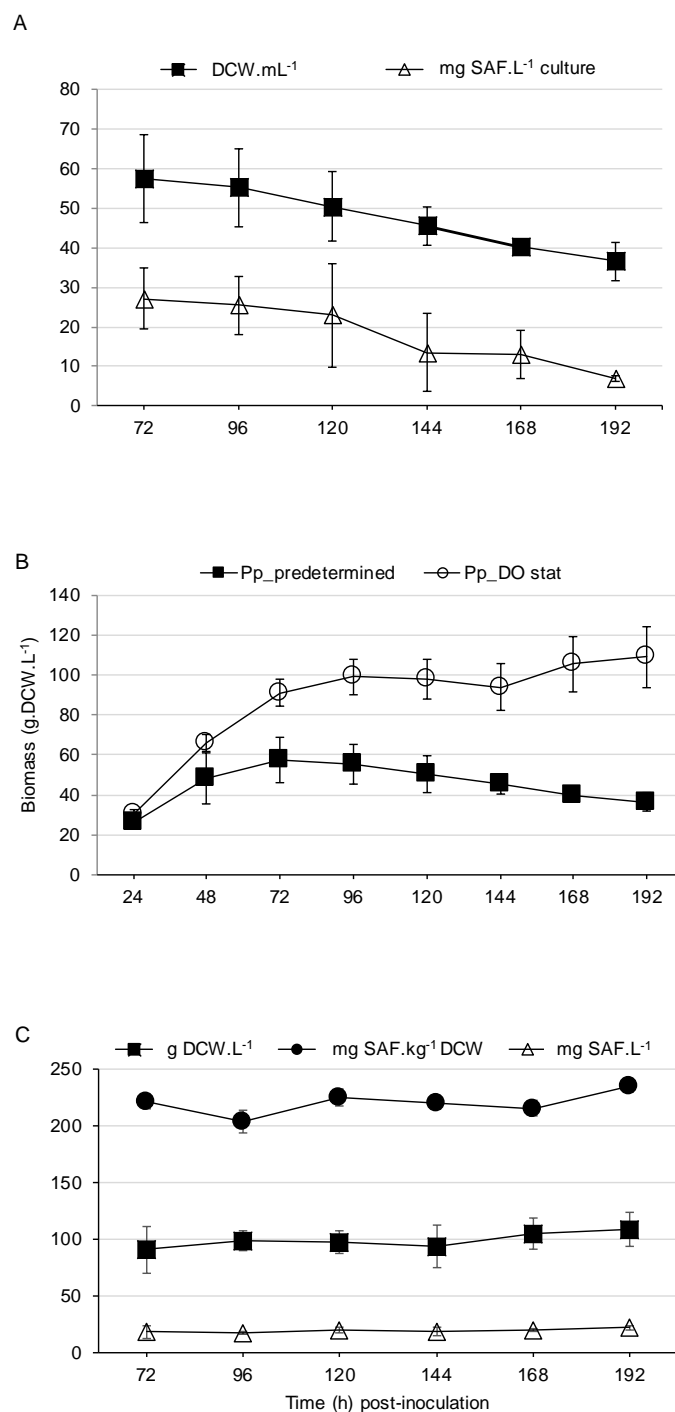 A
DCW.mL⁻¹ mg SAF.L⁻¹ culture
80
70
60
50
40
30
20
10
0
72 96 120 144 168 192
B
Pp_predetermined Pp_DO stat
Biomass (g.DCW.L⁻¹)
140
120
100
80
60
40
20
0
24 48 72 96 120 144 168 192
C
g DCW.L⁻¹ mg SAF.kg⁻¹ DCW mg SAF.L⁻¹
250
200
150
100
50
0
72 96 120 144 168 192
Time (h) post-inoculation